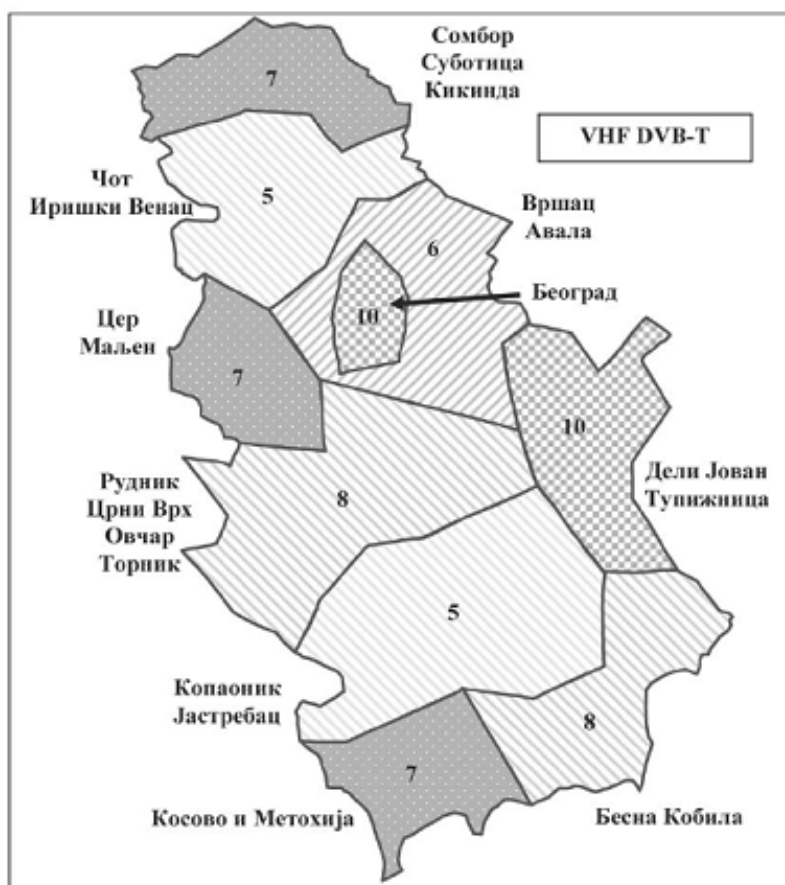 Сомбор
Суботица
Кикинда
7
VHF DVB-T
Чот
Иришки Венац
5
Вршац
Авала
6
Београд
10
Цер
Маљен
7
10
Дели Јован
Тупижница
Рудник
Црни Врх
Овчар
Торник
8
5
Копаоник
Јастребац
8
7
Косово и Метохија
Бесна Кобила